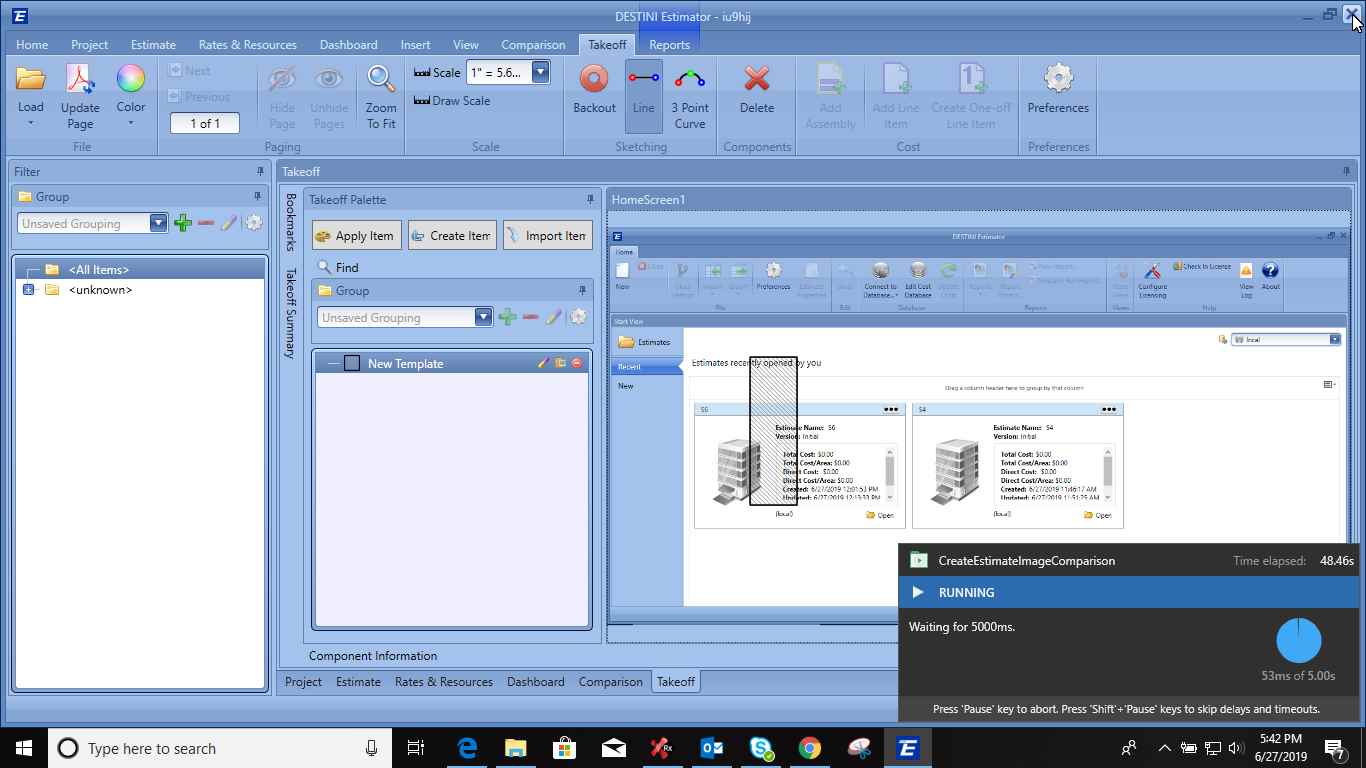 DESTINI Estimator - iu9hij
Home Project Estimate Rates & Resources Dashboard Insert View Comparison Takeoff Reports
Load
Update Page
Color
File
Next
Previous
1 of 1
Hide Page
Unhide Pages
Zoom To Fit
Paging
Scale 1" = 5.6...
Draw Scale
Scale
Backout
Line
3 Point Curve
Sketching
Delete
Components
Add Assembly
Add Line Item
Create One-off Line Item
Cost
Preferences
Preferences
Filter
Group
Unsaved Grouping
<All Items>
<unknown>
Takeoff
Bookmarks
Takeoff Summary
Takeoff Palette
Apply Item Create Item Import Item
Find
Group
Unsaved Grouping
New Template
Component Information
HomeScreen1
DESTINI Estimator
Home
New
Close
Preferences
File
Edit
Connect to Database...
Edit Cost Database
Database
Reports
Configure Licensing
Check In License
View Log
About
Help
Start View
Estimates
Recent
New
local
Estimates recently opened by you
Drag a column header here to group by that column
S6
Estimate Name: S6
Version: Initial
Total Cost: $0.00
Total Cost/Area: $0.00
Direct Cost: $0.00
Direct Cost/Area: $0.00
Created: 6/27/2019 12:01:53 PM
Updated: 6/27/2019 12:13:33 PM
(local)
Open
S4
Estimate Name: S4
Version: Initial
Total Cost: $0.00
Total Cost/Area: $0.00
Direct Cost: $0.00
Direct Cost/Area: $0.00
Created: 6/27/2019 11:46:17 AM
Updated: 6/27/2019 11:51:25 AM
(local)
Open
Project Estimate Rates & Resources Dashboard Comparison Takeoff
CreateEstimateImageComparison Time elapsed: 48.46s
RUNNING
Waiting for 5000ms.
53ms of 5.00s
Press 'Pause' key to abort. Press 'Shift'+'Pause' keys to skip delays and timeouts.
Type here to search
5:42 PM
6/27/2019
7